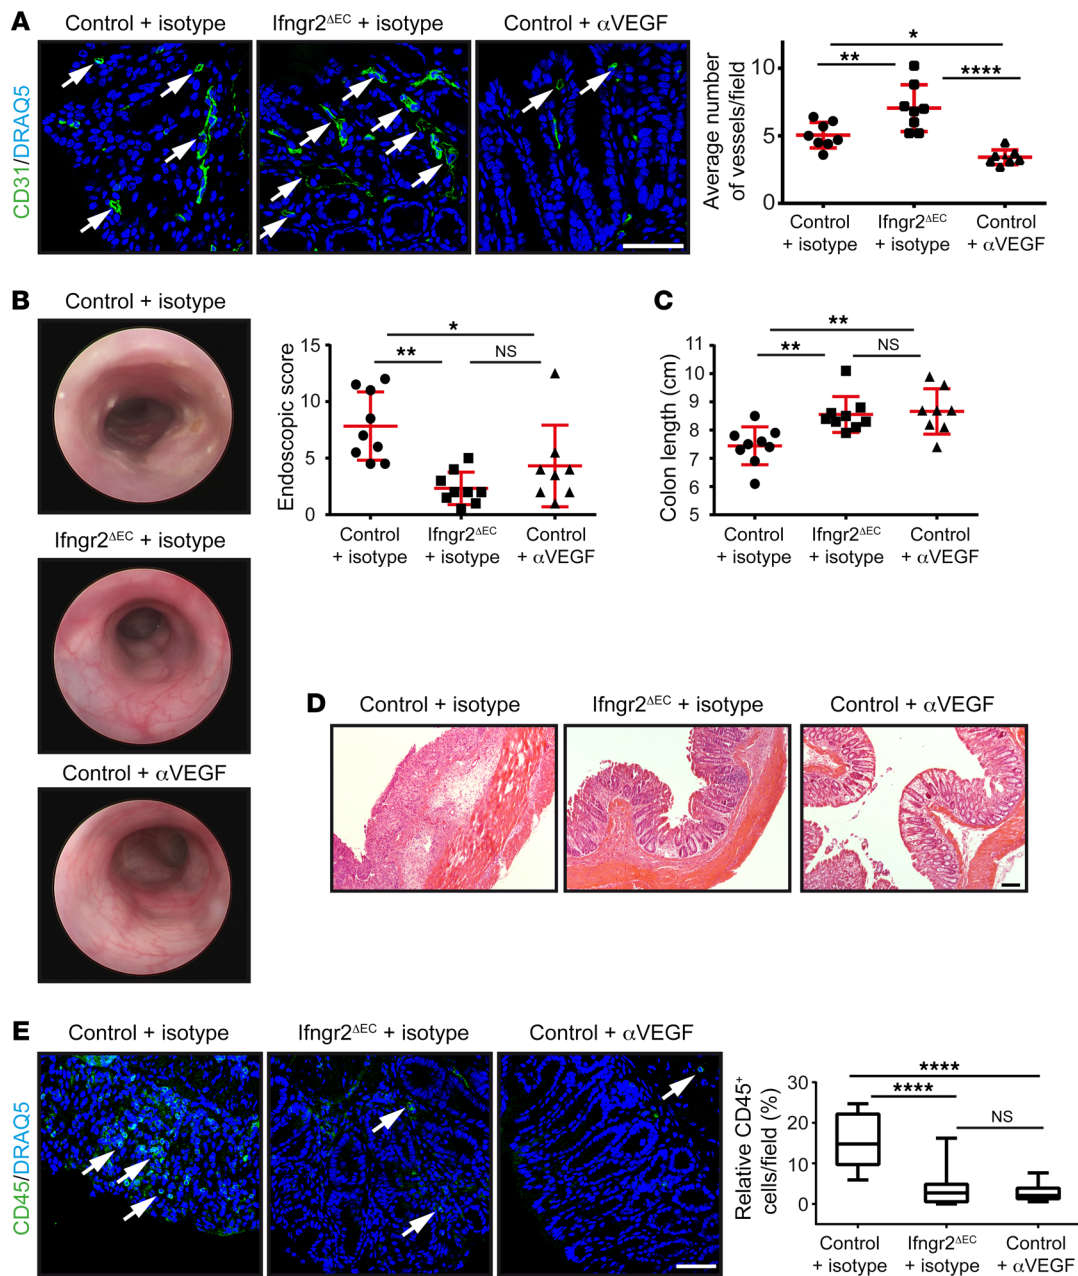 A
Control + isotype
Ifngr2ΔEC + isotype
Control + αVEGF
CD31/DRAQ5
Average number
of vessels/field
10
5
0
*
**
****
Control
+ isotype
Ifngr2ΔEC
+ isotype
Control
+ αVEGF
B
Control + isotype
Ifngr2ΔEC + isotype
Control + αVEGF
Endoscopic score
15
10
5
0
*
**
NS
Control
+ isotype
Ifngr2ΔEC
+ isotype
Control
+ αVEGF
C
Colon length (cm)
11
10
9
8
7
6
5
**
**
NS
Control
+ isotype
Ifngr2ΔEC
+ isotype
Control
+ αVEGF
D
Control + isotype
Ifngr2ΔEC + isotype
Control + αVEGF
E
Control + isotype
Ifngr2ΔEC + isotype
Control + αVEGF
CD45/DRAQ5
Relative CD45+
cells/field (%)
30
20
10
0
****
****
NS
Control
+ isotype
Ifngr2ΔEC
+ isotype
Control
+ αVEGF